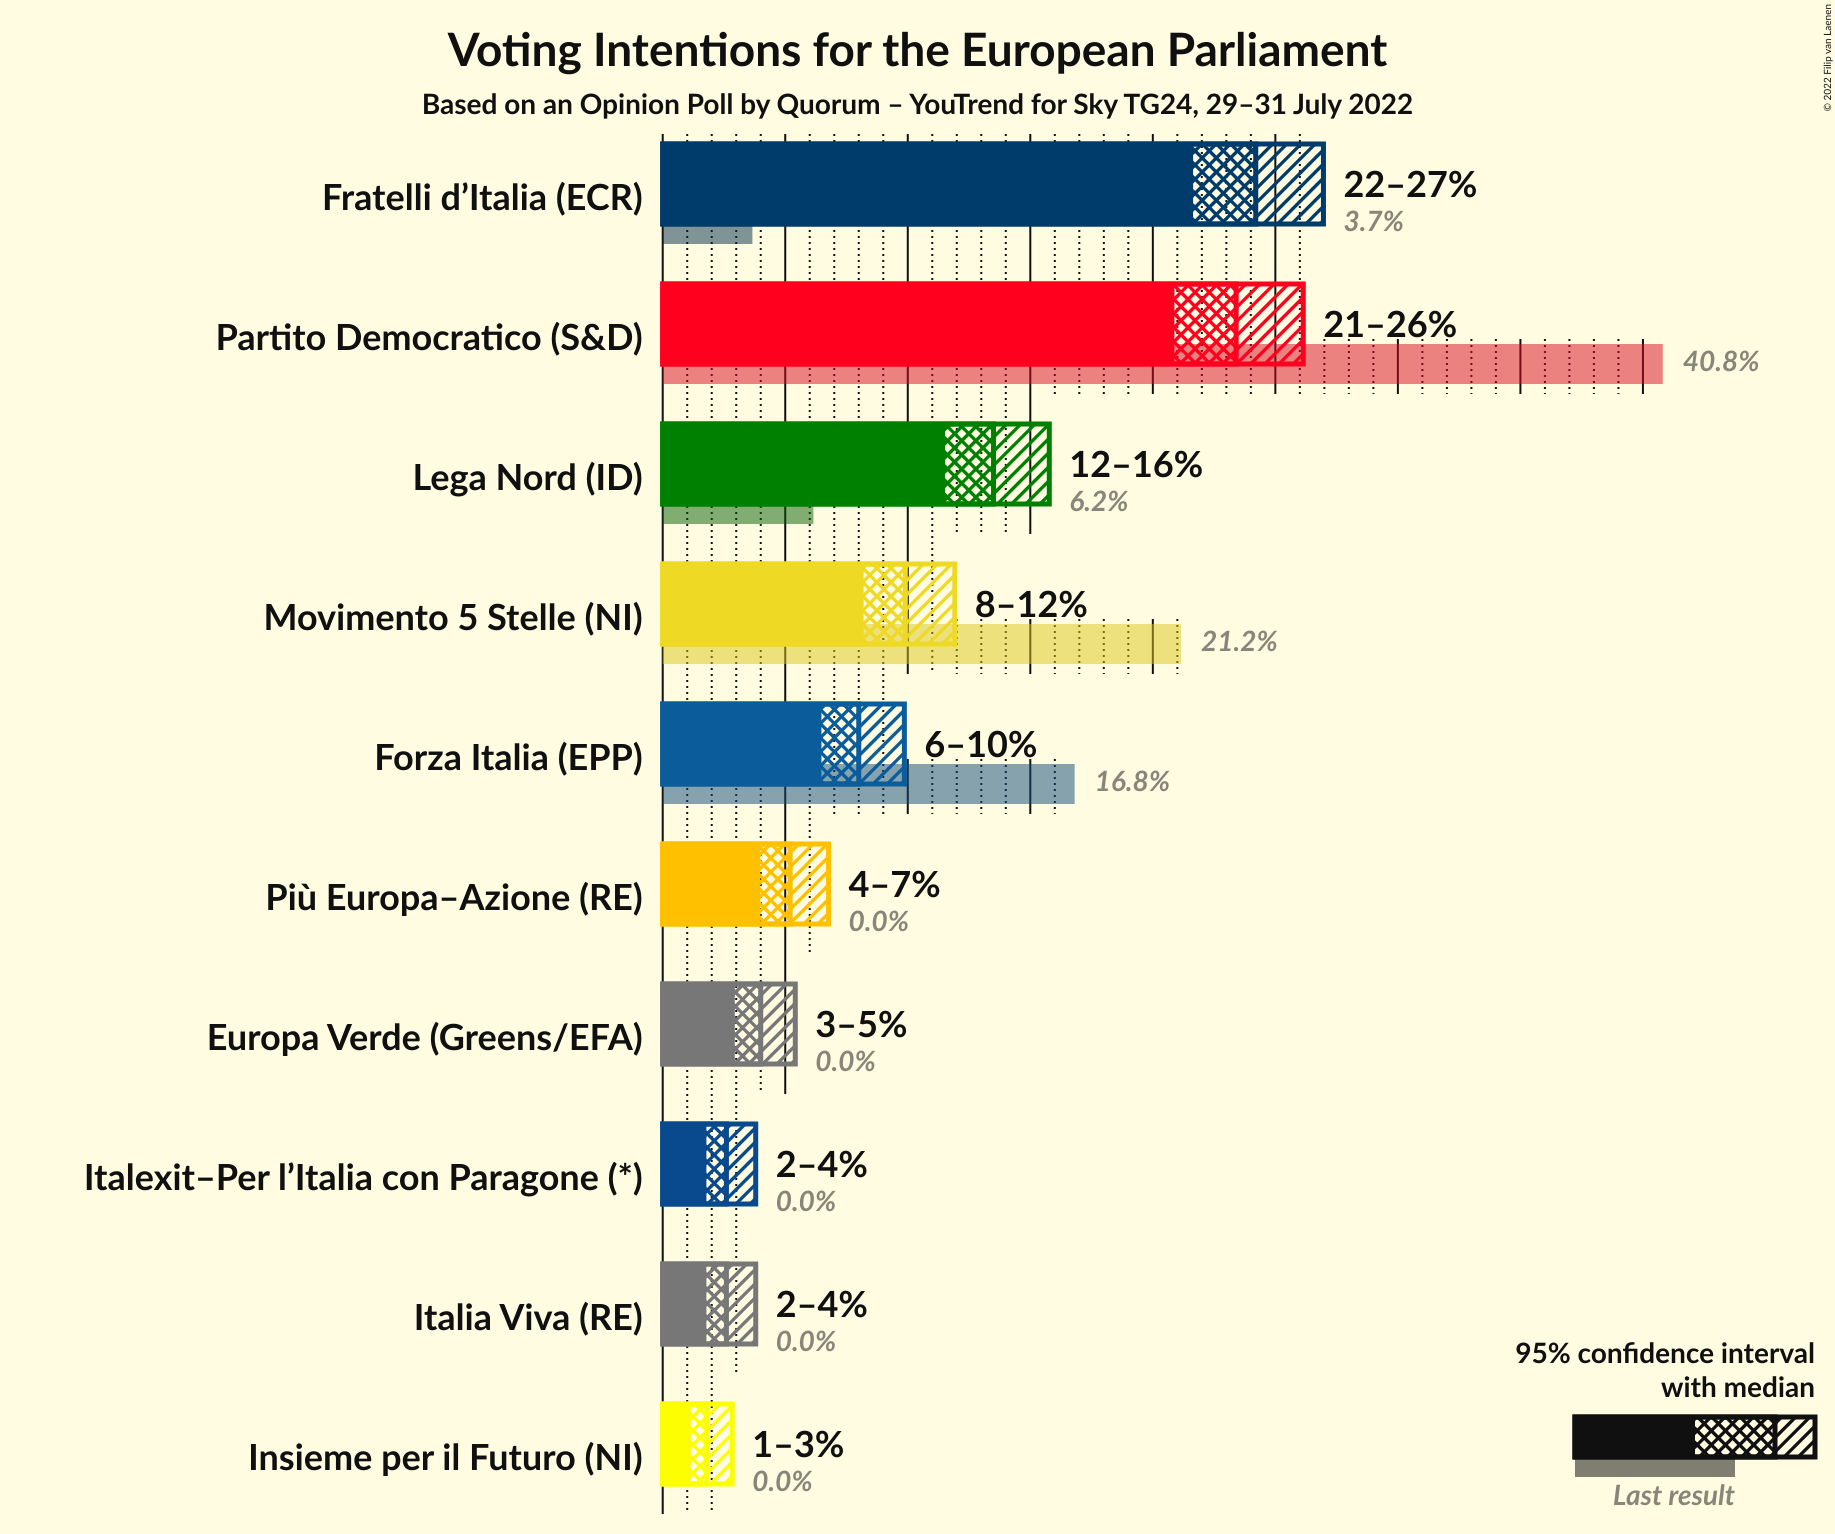 Voting Intentions for the European Parliament
Based on an Opinion Poll by Quorum – YouTrend for Sky TG24, 29–31 July 2022
© 2022 Filip van Laenen
Fratelli d’Italia (ECR)
22–27%
3.7%
Partito Democratico (S&D)
21–26%
40.8%
Lega Nord (ID)
12–16%
6.2%
Movimento 5 Stelle (NI)
8–12%
21.2%
Forza Italia (EPP)
6–10%
16.8%
Più Europa–Azione (RE)
4–7%
0.0%
Europa Verde (Greens/EFA)
3–5%
0.0%
Italexit–Per l’Italia con Paragone (*)
2–4%
0.0%
Italia Viva (RE)
2–4%
0.0%
Insieme per il Futuro (NI)
1–3%
0.0%
95% confidence interval
with median
Last result